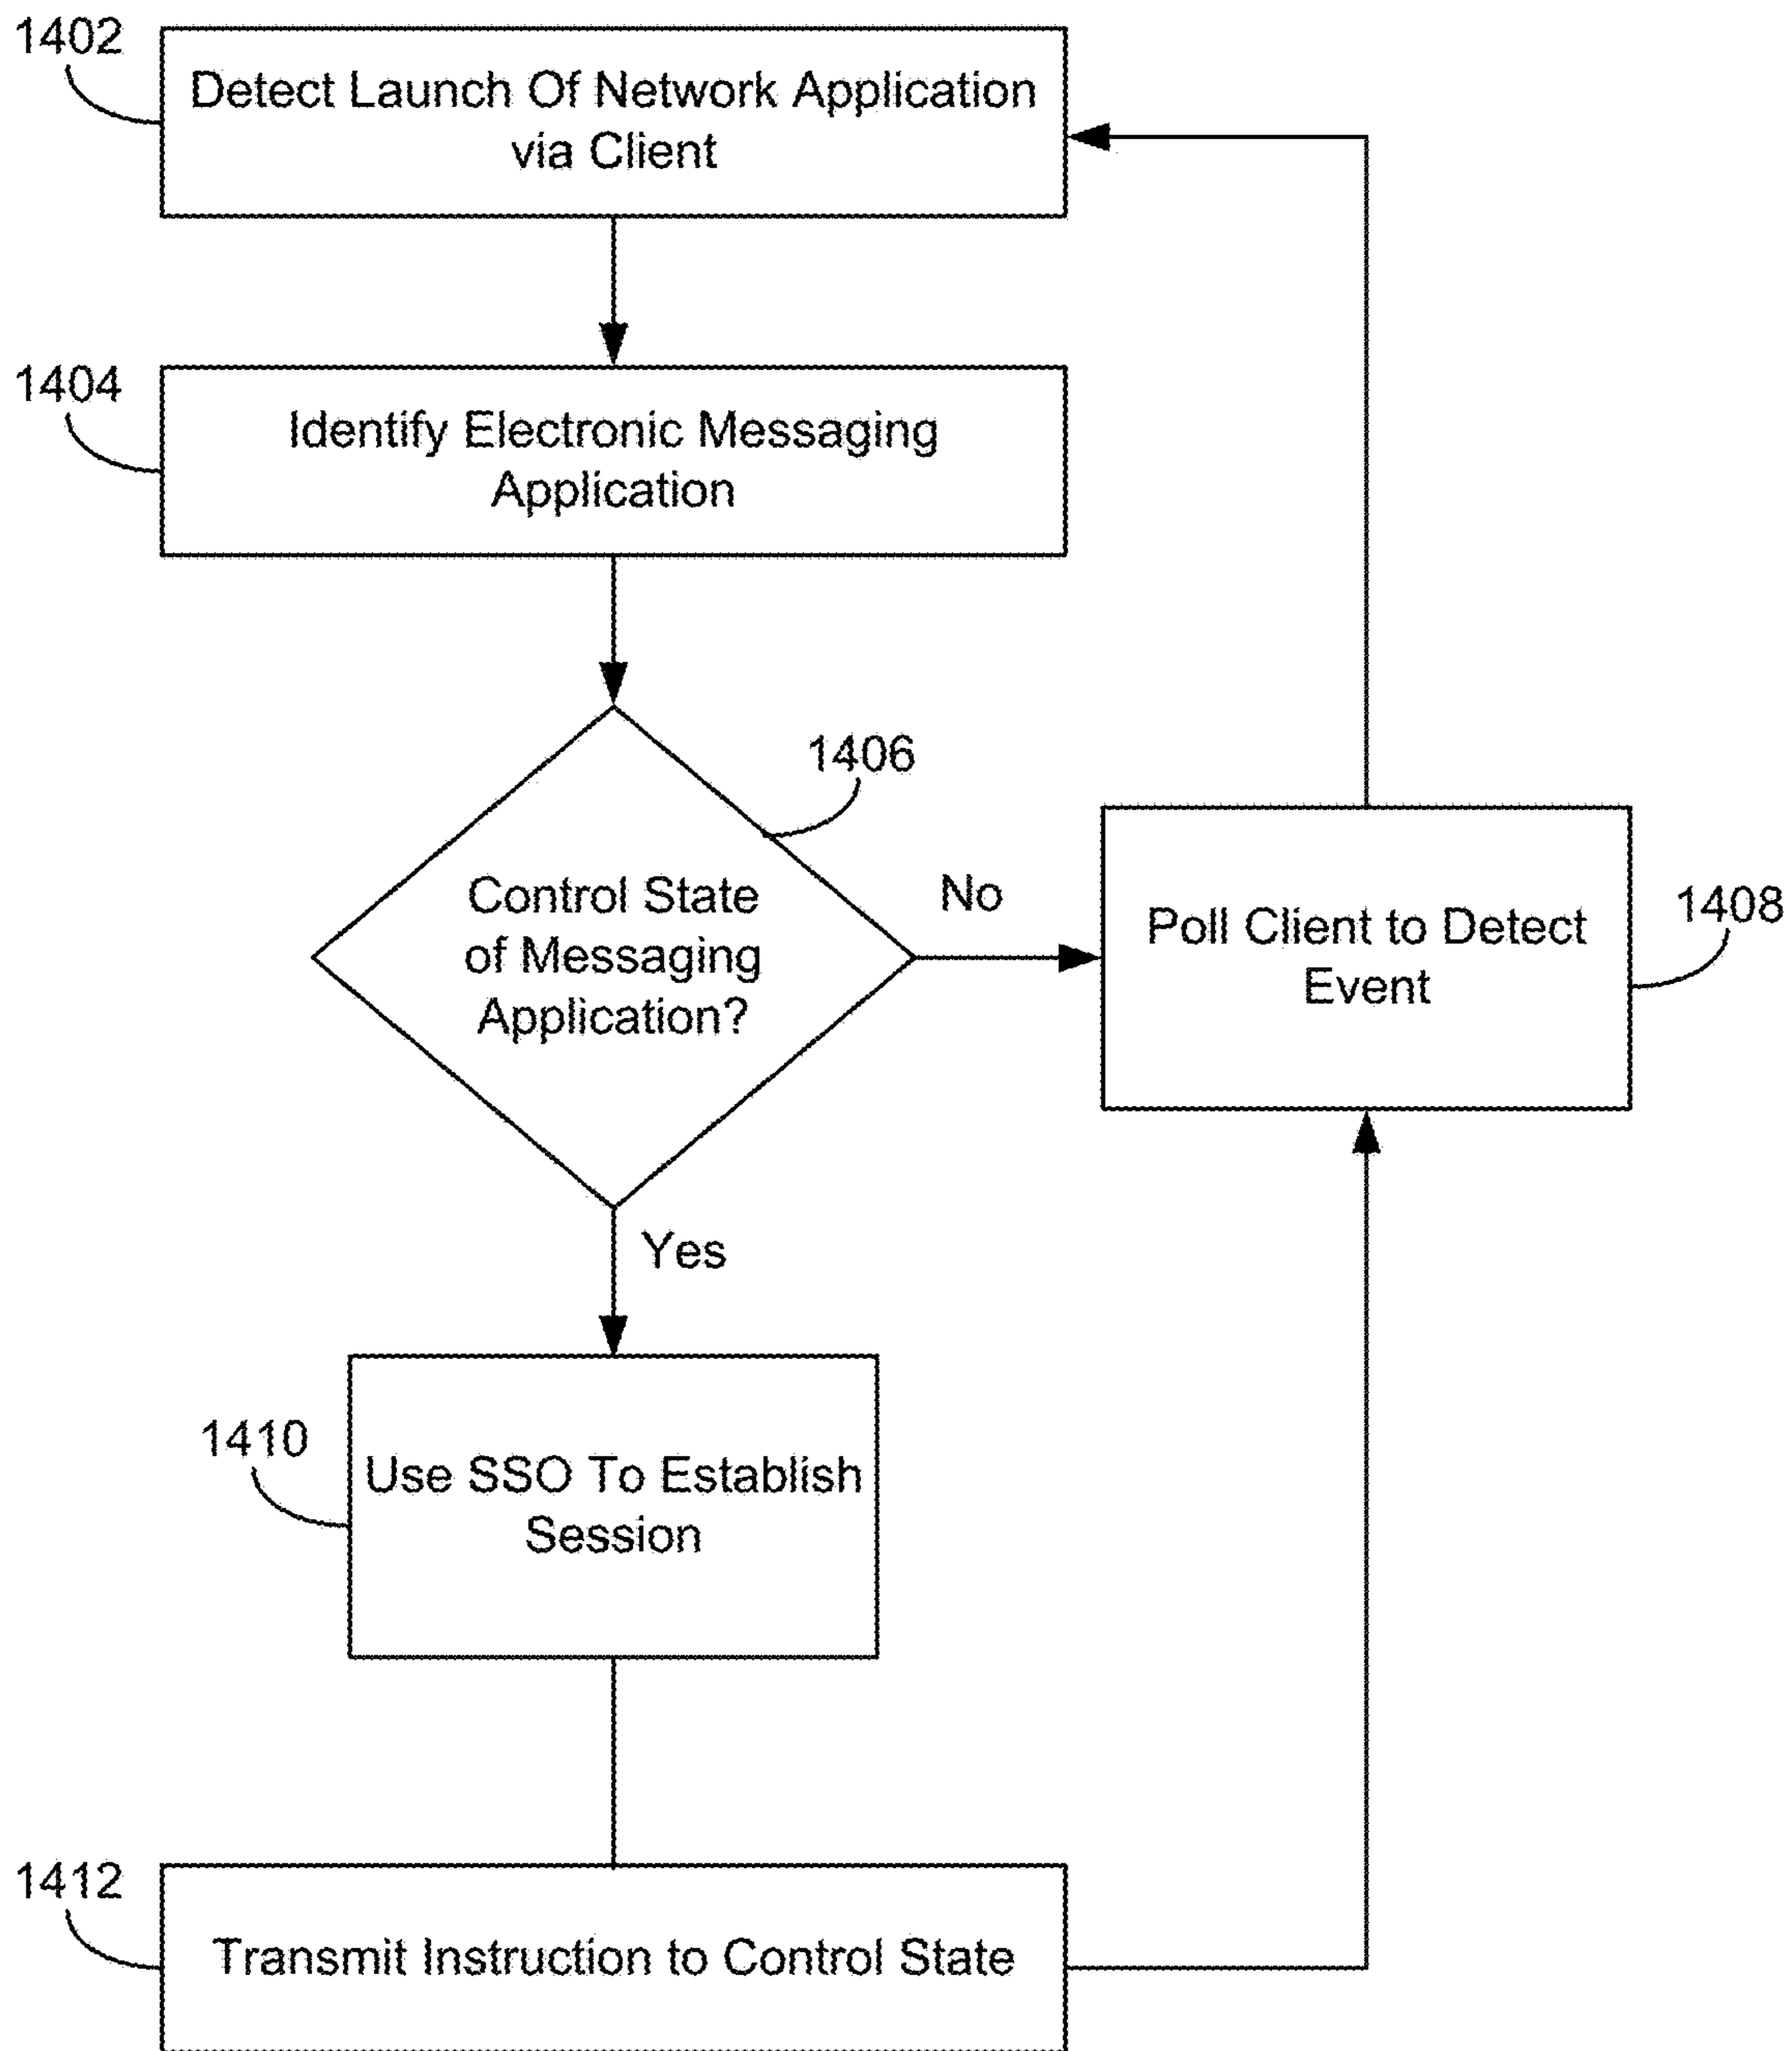 1402
Detect Launch Of Network Application
via Client
1404
Identify Electronic Messaging
Application
1406
Control State
of Messaging
Application?
No
Poll Client to Detect
Event
1408
Yes
1410
Use SSO To Establish
Session
1412
Transmit Instruction to Control State